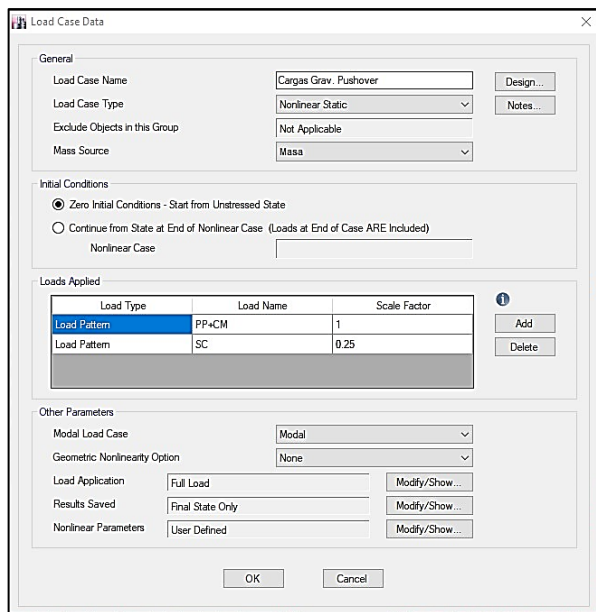 Load Case Data
General
Load Case Name Cargas Grav. Pushover Design...
Load Case Type Nonlinear Static Notes...
Exclude Objects in this Group Not Applicable
Mass Source Masa
Initial Conditions
Zero Initial Conditions - Start from Unstressed State
Continue from State at End of Nonlinear Case (Loads at End of Case ARE Included)
Nonlinear Case
Loads Applied
Load Type Load Name Scale Factor
Load Pattern PP+CM 1 Add
Load Pattern SC 0.25 Delete
Other Parameters
Modal Load Case Modal
Geometric Nonlinearity Option None
Load Application Full Load Modify/Show...
Results Saved Final State Only Modify/Show...
Nonlinear Parameters User Defined Modify/Show...
OK Cancel